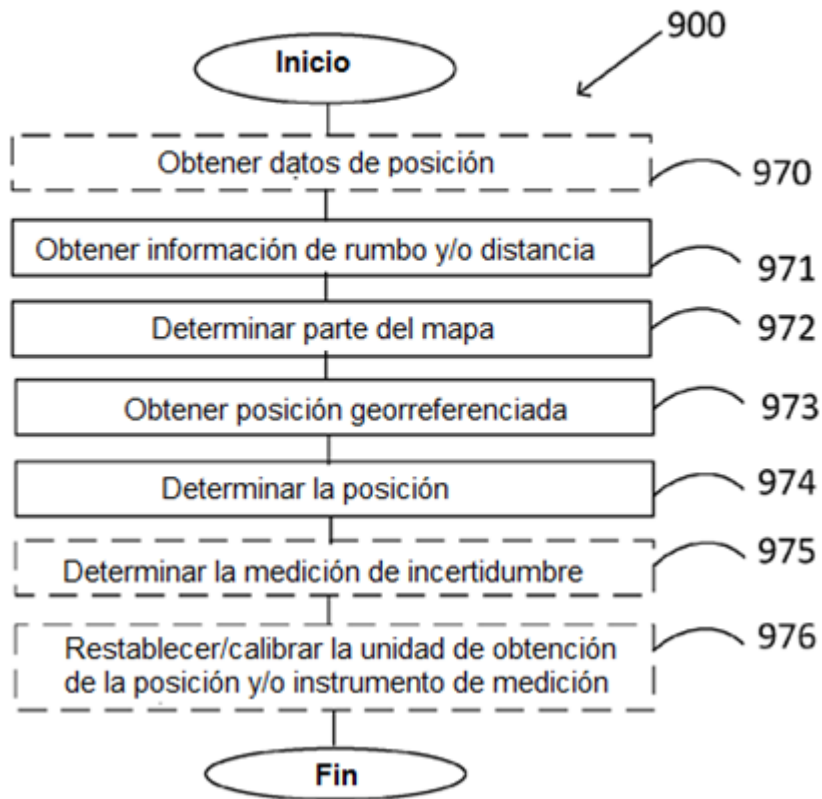 900
Inicio
Obtener datos de posición
970
Obtener información de rumbo y/o distancia
971
Determinar parte del mapa
972
Obtener posición georreferenciada
973
Determinar la posición
974
Determinar la medición de incertidumbre
975
Restablecer/calibrar la unidad de obtención
de la posición y/o instrumento de medición
976
Fin